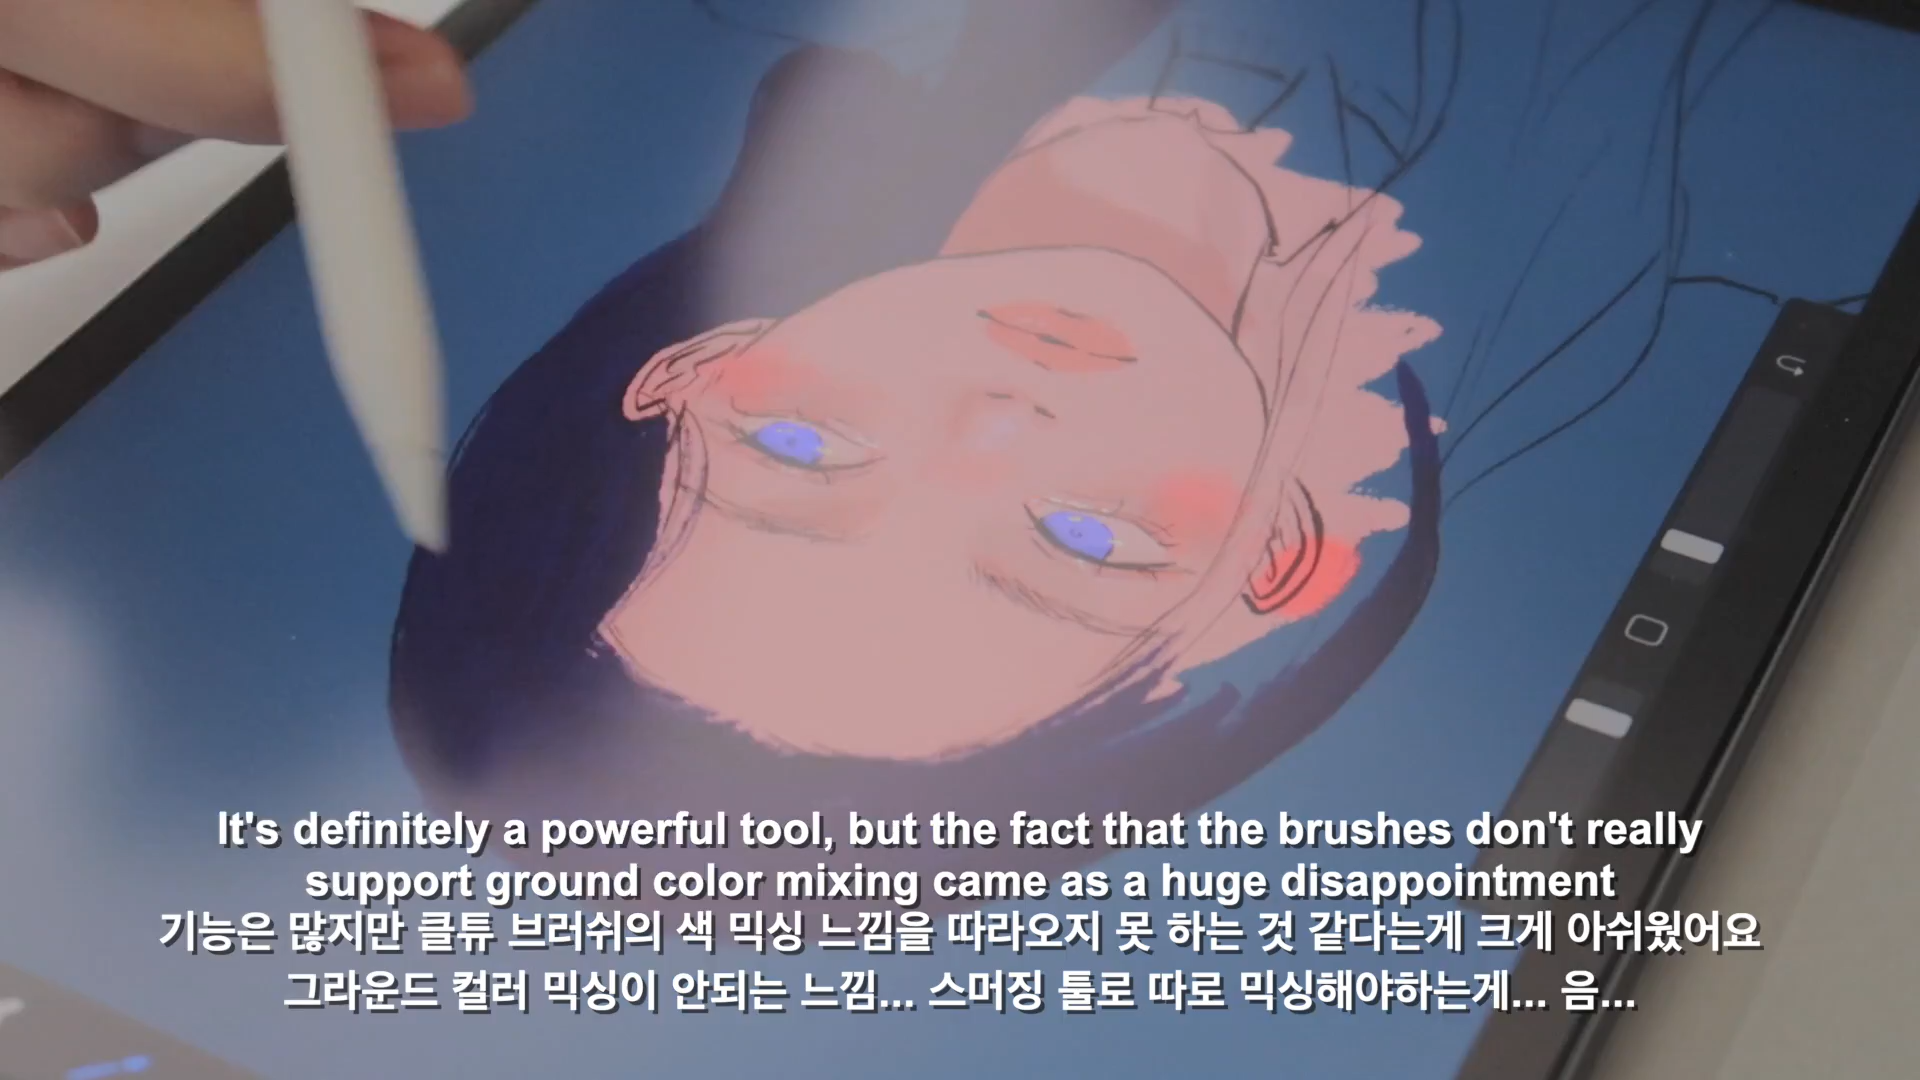 It's definitely a powerful tool, but the fact that the brushes don't really
support ground color mixing came as a huge disappointment
기능은 많지만 클튜 브러쉬의 색 믹싱 느낌을 따라오지 못 하는 것 같다는게 크게 아쉬웠어요
그라운드 컬러 믹싱이 안되는 느낌... 스머징 툴로 따로 믹싱해야하는게... 음...